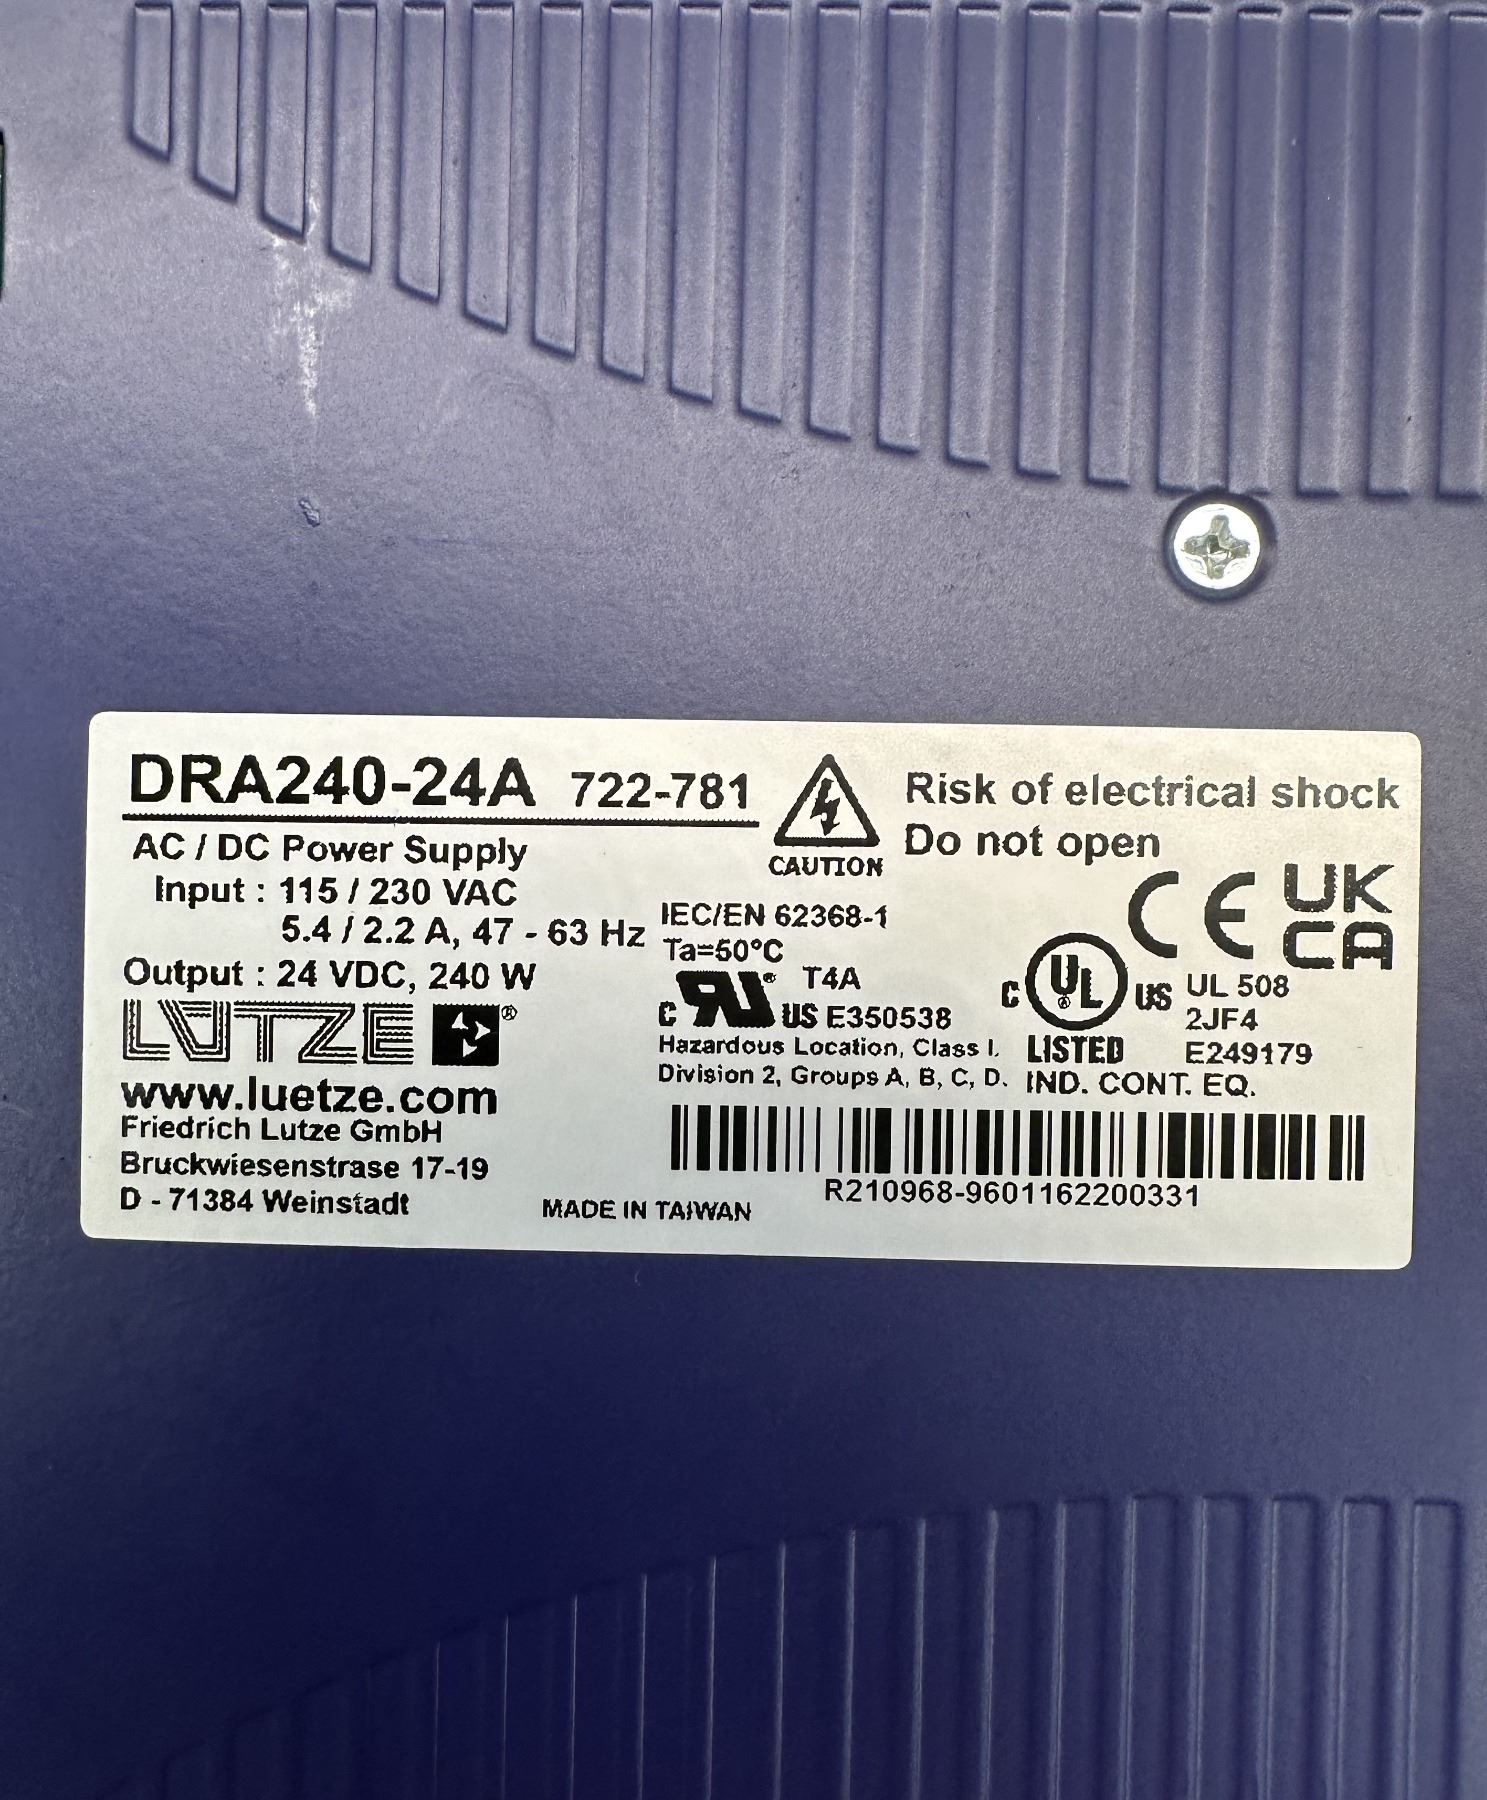 DRA240-24A 722-781
AC / DC Power Supply
Input : 115 / 230 VAC
5.4 / 2.2 A, 47 - 63 Hz
Output : 24 VDC, 240 W
LÜTZE ®
www.luetze.com
Friedrich Lutze GmbH
Bruckwiesenstrase 17-19
D - 71384 Weinstadt
MADE IN TAIWAN
CAUTION
Risk of electrical shock
Do not open
IEC/EN 62368-1
Ta=50°C
T4A
C RU ® US E350538
Hazardous Location, Class I,
Division 2, Groups A, B, C, D.
CE UK
CA
C UL ® US
LISTED
IND. CONT. EQ.
UL 508
2JF4
E249179
R210968-9601162200331